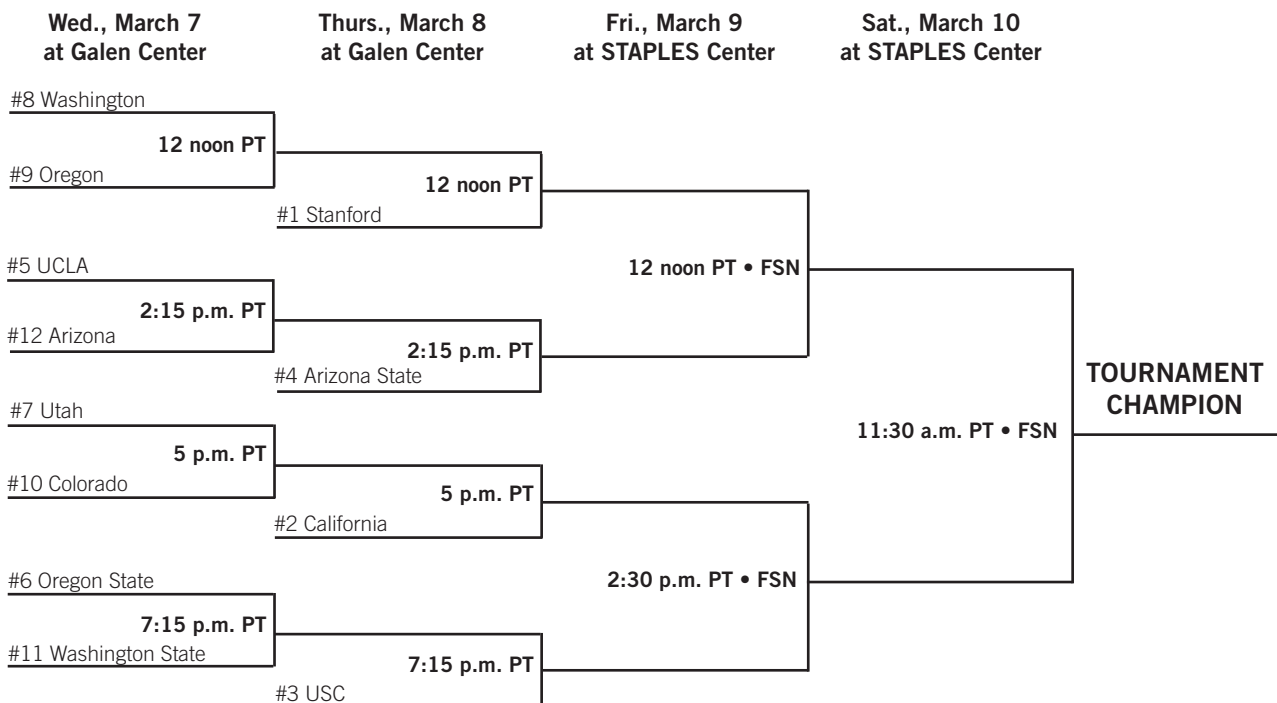 Wed., March 7
at Galen Center
Thurs., March 8
at Galen Center
Fri., March 9
at STAPLES Center
Sat., March 10
at STAPLES Center
#8 Washington
12 noon PT
#9 Oregon
12 noon PT
#1 Stanford
#5 UCLA
12 noon PT • FSN
2:15 p.m. PT
#12 Arizona
2:15 p.m. PT
#4 Arizona State
TOURNAMENT
CHAMPION
#7 Utah
11:30 a.m. PT • FSN
5 p.m. PT
#10 Colorado
5 p.m. PT
#2 California
#6 Oregon State
2:30 p.m. PT • FSN
7:15 p.m. PT
#11 Washington State
7:15 p.m. PT
#3 USC